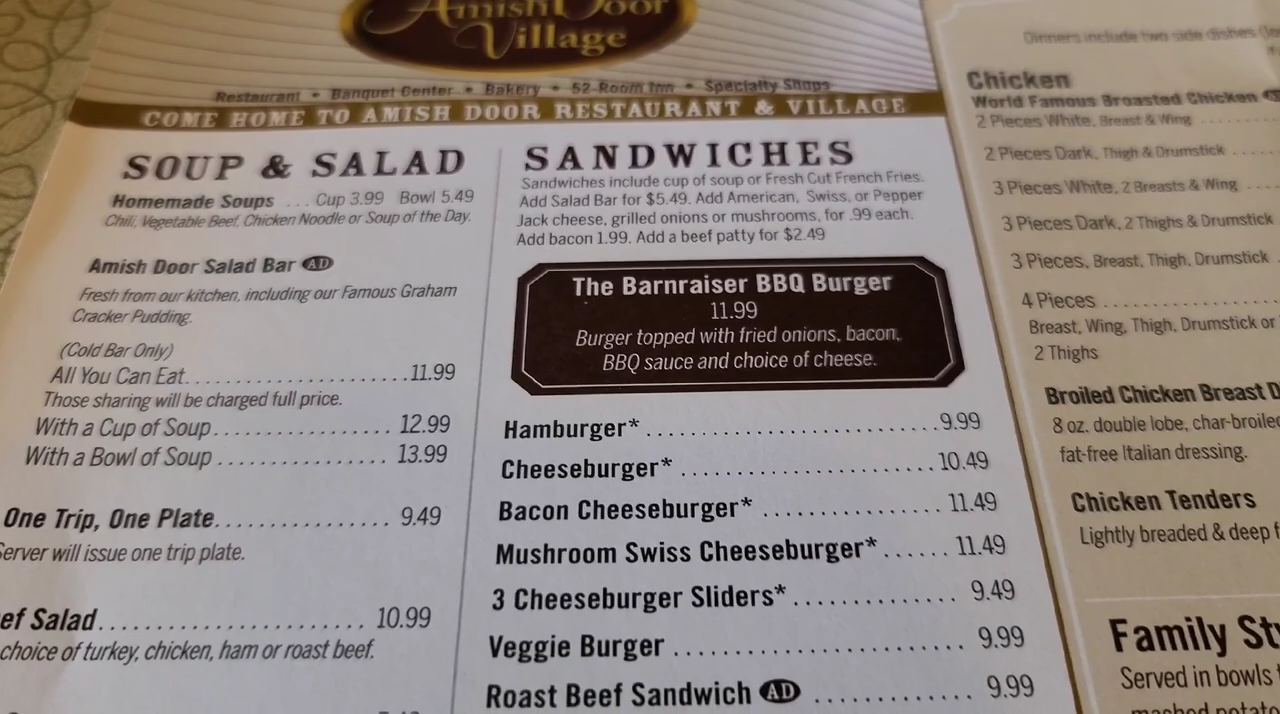 Amish Door
Village
Restaurant • Banquet Center • Bakery • 52-Room Inn • Specialty Shops
COME HOME TO AMISH DOOR RESTAURANT & VILLAGE
SOUP & SALAD
Homemade Soups ... Cup 3.99 Bowl 5.49
Chili, Vegetable Beef, Chicken Noodle or Soup of the Day.
Amish Door Salad Bar AD
Fresh from our kitchen, including our Famous Graham
Cracker Pudding.
(Cold Bar Only)
All You Can Eat.......................11.99
Those sharing will be charged full price.
With a Cup of Soup................. 12.99
With a Bowl of Soup ................ 13.99
One Trip, One Plate................ 9.49
Server will issue one trip plate.
ef Salad....................... 10.99
choice of turkey, chicken, ham or roast beef.
SANDWICHES
Sandwiches include cup of soup or Fresh Cut French Fries.
Add Salad Bar for $5.49. Add American, Swiss, or Pepper
Jack cheese, grilled onions or mushrooms, for .99 each.
Add bacon 1.99. Add a beef patty for $2.49
The Barnraiser BBQ Burger
11.99
Burger topped with fried onions, bacon,
BBQ sauce and choice of cheese.
Hamburger*.............................9.99
Cheeseburger* .........................10.49
Bacon Cheeseburger* ................. 11.49
Mushroom Swiss Cheeseburger*...... 11.49
3 Cheeseburger Sliders*............... 9.49
Veggie Burger .......................... 9.99
Roast Beef Sandwich AD .............. 9.99
Dinners include two side dishes
Chicken
World Famous Broasted Chicken
2 Pieces White, Breast & Wing ..........
2 Pieces Dark, Thigh & Drumstick .....
3 Pieces White, 2 Breasts & Wing ....
3 Pieces Dark, 2 Thighs & Drumstick
3 Pieces, Breast, Thigh, Drumstick .
4 Pieces ...................
Breast, Wing, Thigh, Drumstick or
2 Thighs
Broiled Chicken Breast D
8 oz. double lobe, char-broiled
fat-free Italian dressing.
Chicken Tenders
Lightly breaded & deep f
Family St
Served in bowls
mashed potato